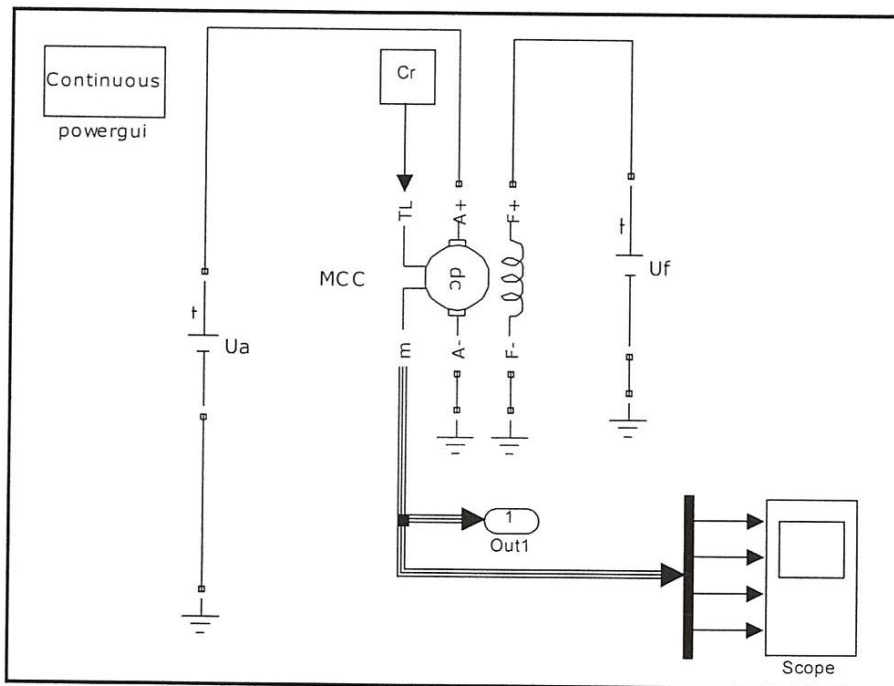 Continuous
powergui
Cr
TL
A+
F+
MCC
dc
Uf
Ua
m
A-
F-
1
Out1
Scope